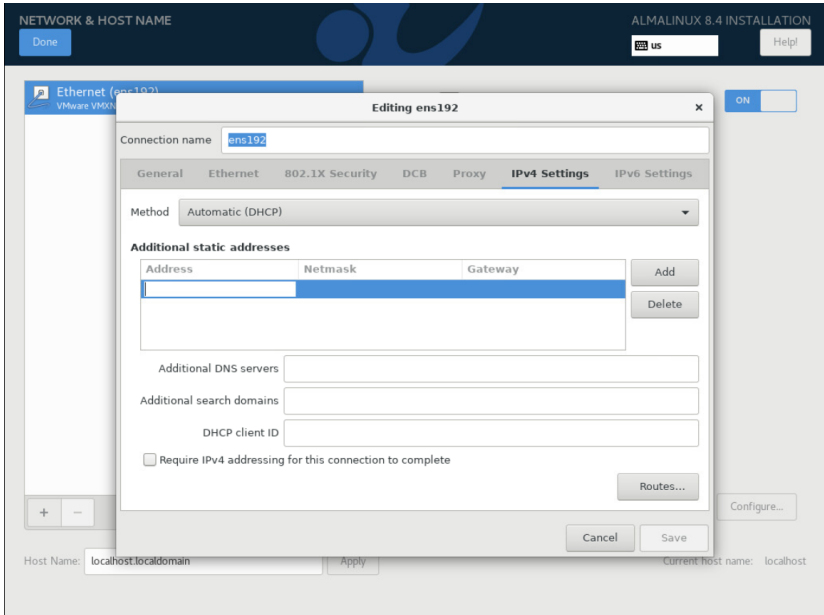 NETWORK & HOST NAME
ALMALINUX 8.4 INSTALLATION
Done
us
Help!
Ethernet (ens192)
VMware VMXN
ON
Editing ens192
Connection name ens192
General Ethernet 802.1X Security DCB Proxy IPv4 Settings IPv6 Settings
Method Automatic (DHCP)
Additional static addresses
Address Netmask Gateway
Add
Delete
Additional DNS servers
Additional search domains
DHCP client ID
Require IPv4 addressing for this connection to complete
Routes...
Configure...
Cancel Save
Host Name: localhost.localdomain Apply Current host name: localhost